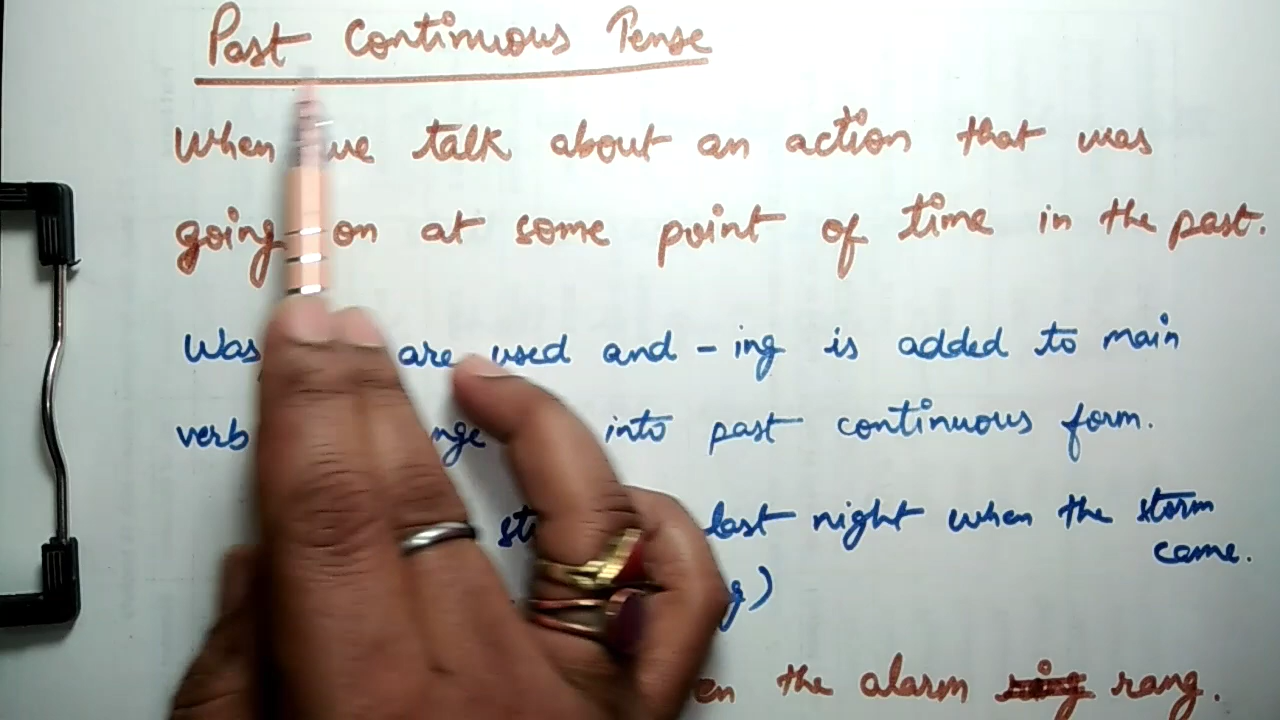 Past Continuous Tense
When we talk about an action that was
going on at some point of time in the past.
Was are used and - ing is added to main
verb into past continuous form.
last night when the storm
came.
the alarm rang.